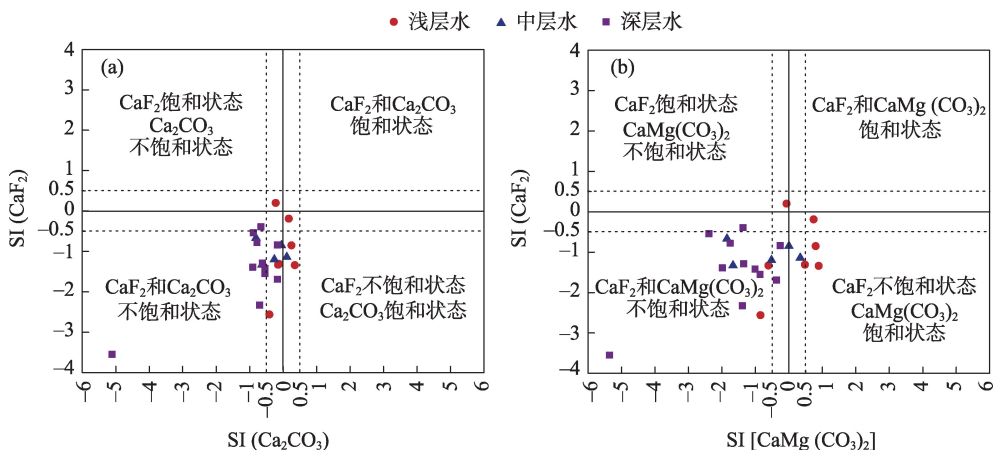 浅层水 中层水 深层水
(a)
CaF₂饱和状态
Ca₂CO₃
不饱和状态
CaF₂和Ca₂CO₃
饱和状态
CaF₂和Ca₂CO₃
不饱和状态
CaF₂不饱和状态
Ca₂CO₃饱和状态
SI (CaF₂)
4
3
2
1
0.5
0
−0.5
−1
−2
−3
−4
−6 −5 −4 −3 −2 −1 −0.5 0 0.5 1 2 3 4 5 6
SI (Ca₂CO₃)
(b)
CaF₂饱和状态
CaMg(CO₃)₂
不饱和状态
CaF₂和CaMg (CO₃)₂
饱和状态
CaF₂和CaMg(CO₃)₂
不饱和状态
CaF₂不饱和状态
CaMg(CO₃)₂
饱和状态
SI (CaF₂)
4
3
2
1
0.5
0
−0.5
−1
−2
−3
−4
−6 −5 −4 −3 −2 −1 −0.5 0 0.5 1 2 3 4 5 6
SI [CaMg (CO₃)₂]